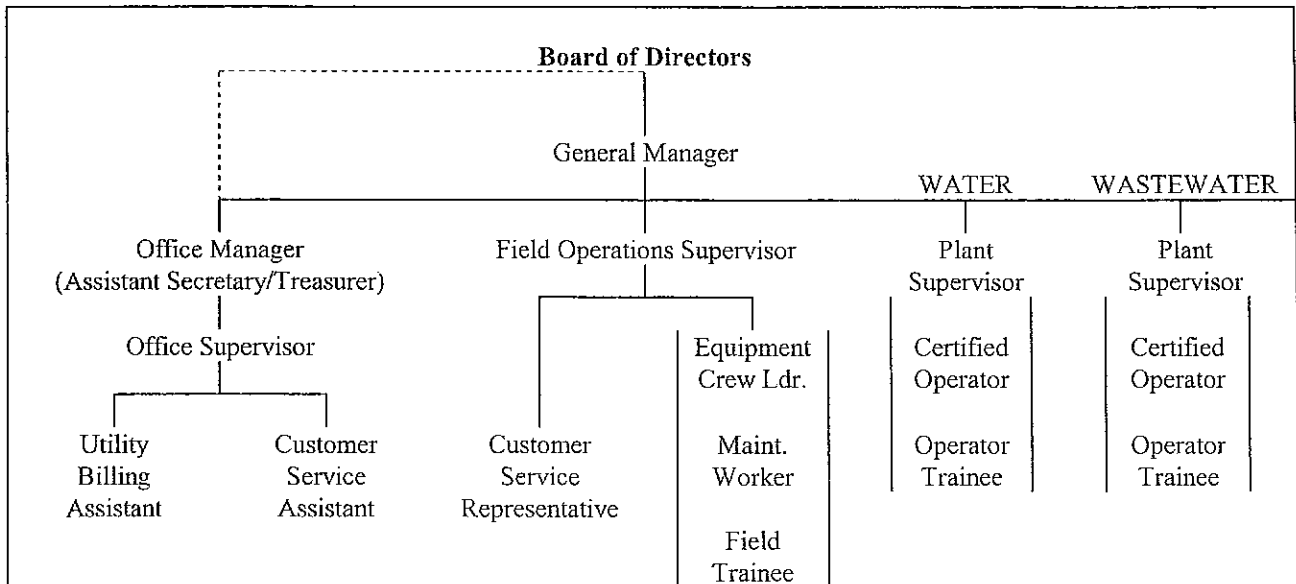 Board of Directors
General Manager
WATER
WASTEWATER
Office Manager
(Assistant Secretary/Treasurer)
Field Operations Supervisor
Plant
Supervisor
Plant
Supervisor
Office Supervisor
Utility
Billing
Assistant
Customer
Service
Assistant
Customer
Service
Representative
Equipment
Crew Ldr.
Maint.
Worker
Field
Trainee
Certified
Operator
Operator
Trainee
Certified
Operator
Operator
Trainee